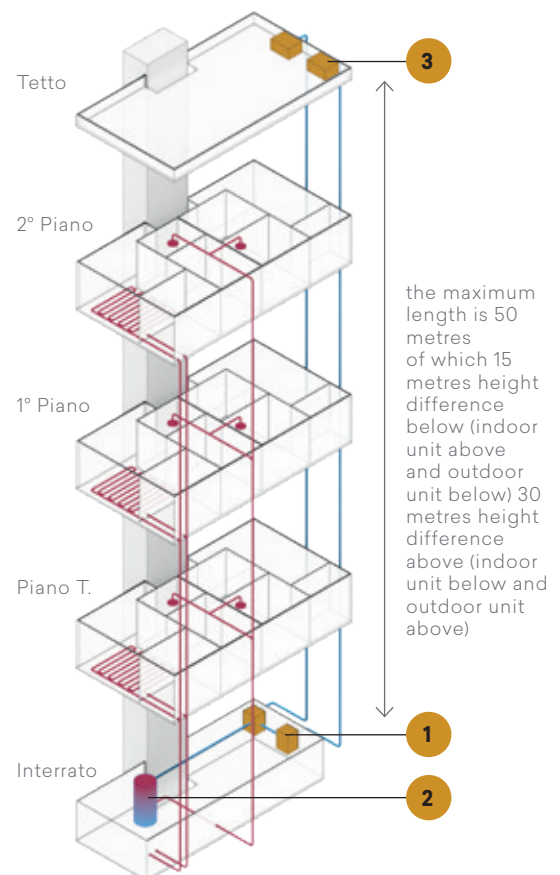 3
Tetto
2° Piano
the maximum
length is 50
metres
of which 15
metres height
difference
below (indoor
unit above
and outdoor
unit below) 30
metres height
difference
above (indoor
unit below and
outdoor unit
above)
1° Piano
Piano T.
1
Interrato
2